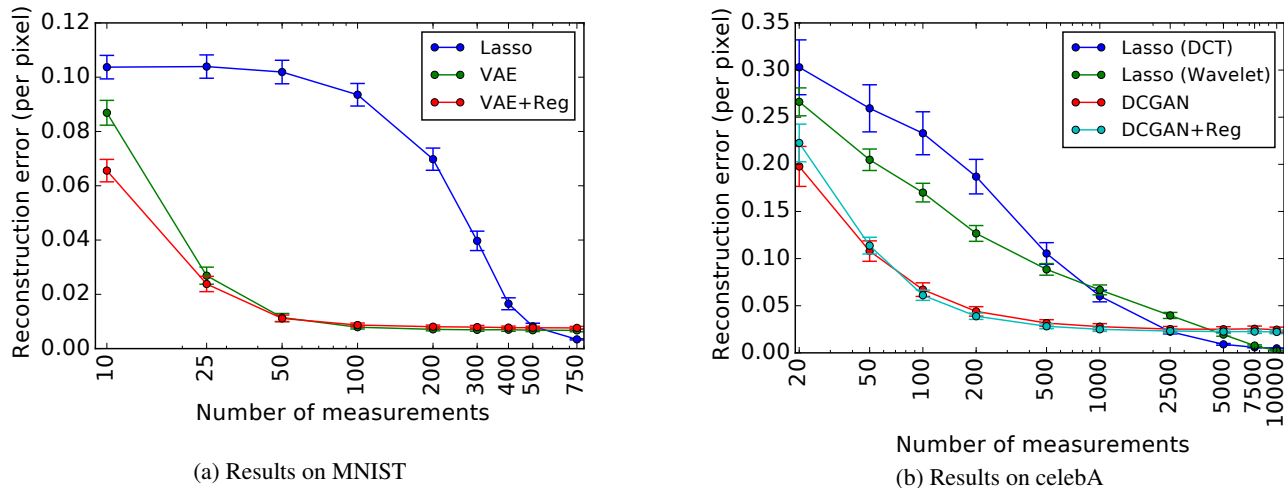 0.12
0.10
0.08
0.06
0.04
0.02
0.00
Reconstruction error (per pixel)
Lasso
VAE
VAE+Reg
10
25
50
100
200
300
400
500
750
Number of measurements
(a) Results on MNIST
0.35
0.30
0.25
0.20
0.15
0.10
0.05
0.00
Reconstruction error (per pixel)
Lasso (DCT)
Lasso (Wavelet)
DCGAN
DCGAN+Reg
20
50
100
200
500
1000
2500
5000
7500
10000
Number of measurements
(b) Results on celebA